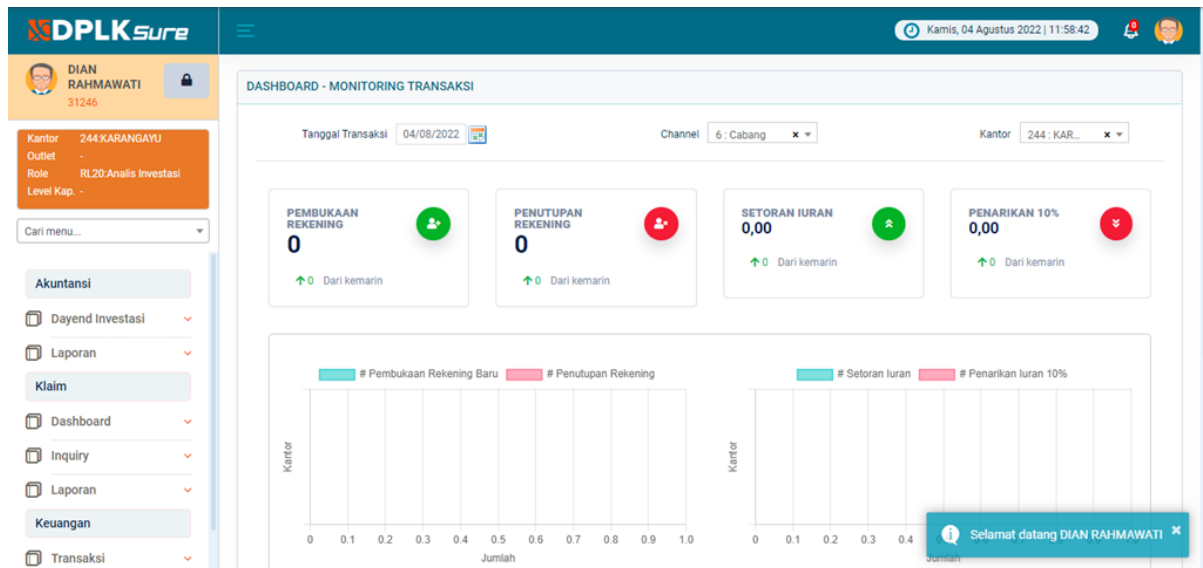 DPLKSure
Kamis, 04 Agustus 2022 | 11:58:42
DIAN
RAHMAWATI
31246
Kantor 244:KARANGAYU
Outlet -
Role RL20:Analis Investasi
Level Kap. -
Cari menu...
Akuntansi
Dayend Investasi
Laporan
Klaim
Dashboard
Inquiry
Laporan
Keuangan
Transaksi
DASHBOARD - MONITORING TRANSAKSI
Tanggal Transaksi 04/08/2022 Channel 6 : Cabang x Kantor 244 : KAR... x
PEMBUKAAN
REKENING
0
0 Dari kemarin
PENUTUPAN
REKENING
0
0 Dari kemarin
SETORAN IURAN
0,00
0 Dari kemarin
PENARIKAN 10%
0,00
0 Dari kemarin
# Pembukaan Rekening Baru # Penutupan Rekening
Kantor
0 0.1 0.2 0.3 0.4 0.5 0.6 0.7 0.8 0.9 1.0
Jumlah
# Setoran Iuran # Penarikan Iuran 10%
Kantor
0 0.1 0.2 0.3 0.4
Jumlah
Selamat datang DIAN RAHMAWATI ×